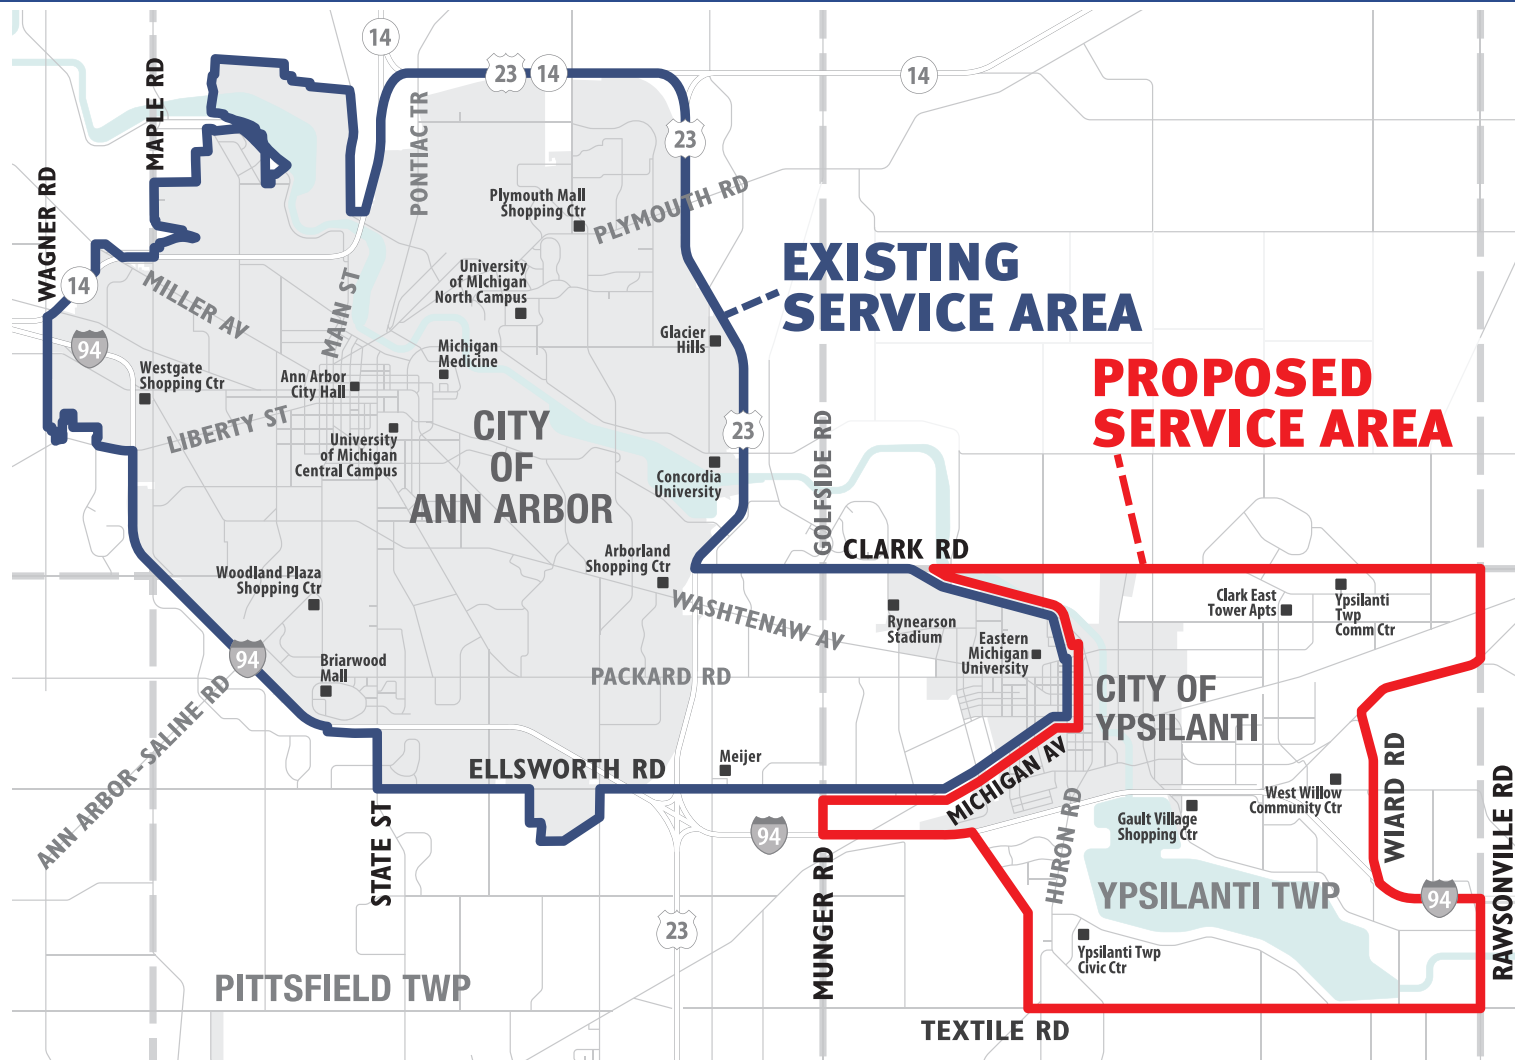 14
23
14
14
MAPLE RD
PONTIAC TR
23
WAGNER RD
Plymouth Mall
Shopping Ctr
PLYMOUTH RD
EXISTING
SERVICE AREA
14
MILLER AV
MAIN ST
University
of MIchigan
North Campus
Glacier
Hills
94
Michigan
Medicine
Westgate
Shopping Ctr
Ann Arbor
City Hall
PROPOSED
SERVICE AREA
LIBERTY ST
University
of Michigan
Central Campus
CITY
OF
ANN ARBOR
23
Concordia
University
GOLFSIDE RD
CLARK RD
Arborland
Shopping Ctr
Woodland Plaza
Shopping Ctr
WASHTENAW AV
Rynearson
Stadium
Eastern
Michigan
University
Clark East
Tower Apts
Ypsilanti
Twp
Comm Ctr
94
Briarwood
Mall
PACKARD RD
CITY OF
YPSILANTI
ANN ARBOR - SALINE RD
ELLSWORTH RD
Meijer
MICHIGAN AV
West Willow
Community Ctr
WIARD RD
RAWSONVILLE RD
Gault Village
Shopping Ctr
94
STATE ST
MUNGER RD
HURON RD
YPSILANTI TWP
94
23
Ypsilanti Twp
Civic Ctr
PITTSFIELD TWP
TEXTILE RD